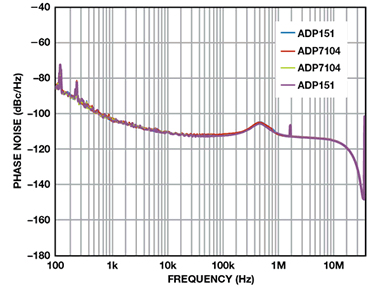 −40
−60
−80
−100
−120
−140
−160
−180
PHASE NOISE (dBc/Hz)
ADP151
ADP7104
ADP7104
ADP151
100 1k 10k 100k 1M 10M
FREQUENCY (Hz)